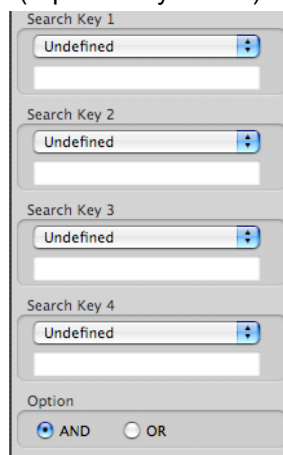 Search Key 1
Undefined
Search Key 2
Undefined
Search Key 3
Undefined
Search Key 4
Undefined
Option
AND OR